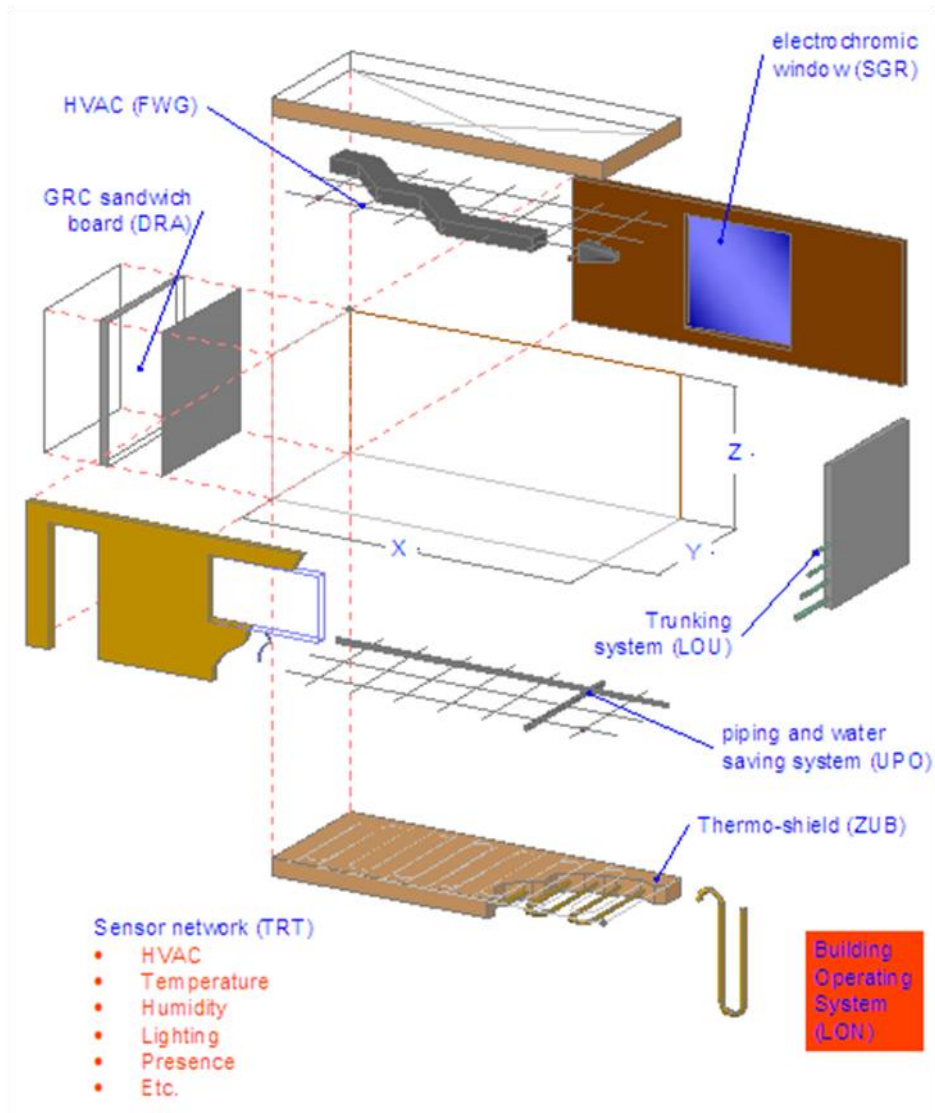 electrochromic
window (SGR)
HVAC (FWG)
GRC sandwich
board (DRA)
Z
X
Y
Trunking
system (LOU)
piping and water
saving system (UPO)
Thermo-shield (ZUB)
Sensor network (TRT)
• HVAC
• Temperature
• Humidity
• Lighting
• Presence
• Etc.
Building
Operating
System
(LON)